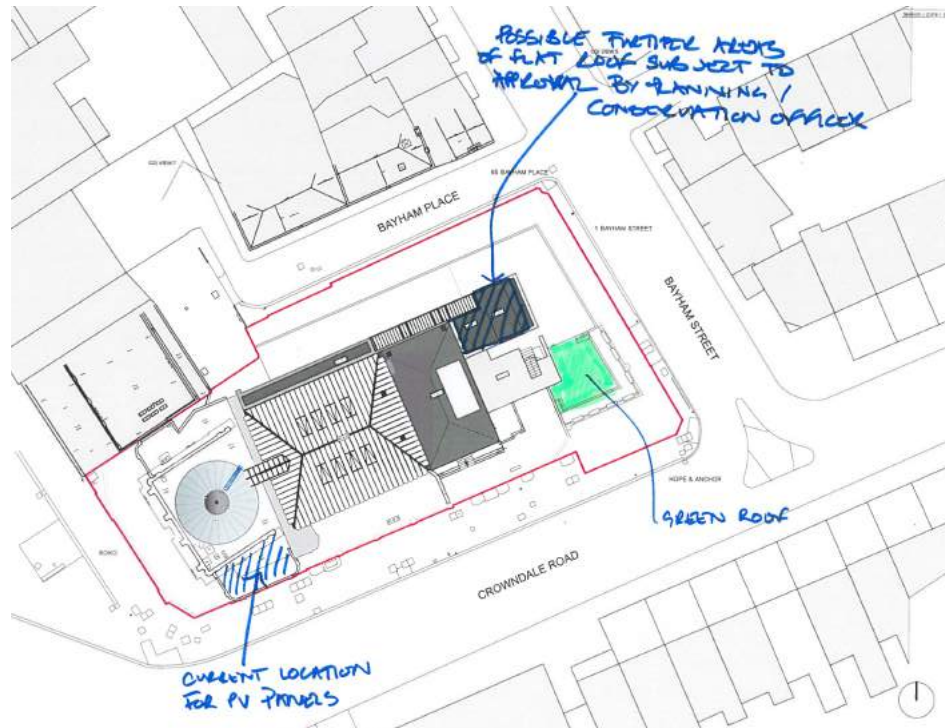 POSSIBLE FURTHER AREAS
OF FLAT ROOF SUBJECT TO
APPROVAL BY PLANNING /
CONSERVATION OFFICER
65 BAYHAM PLACE
BAYHAM PLACE
1 BAYHAM STREET
BAYHAM STREET
HOPE & ANCHOR
GREEN ROOF
KOKO
CROWNDALE ROAD
CURRENT LOCATION
FOR PV PANELS